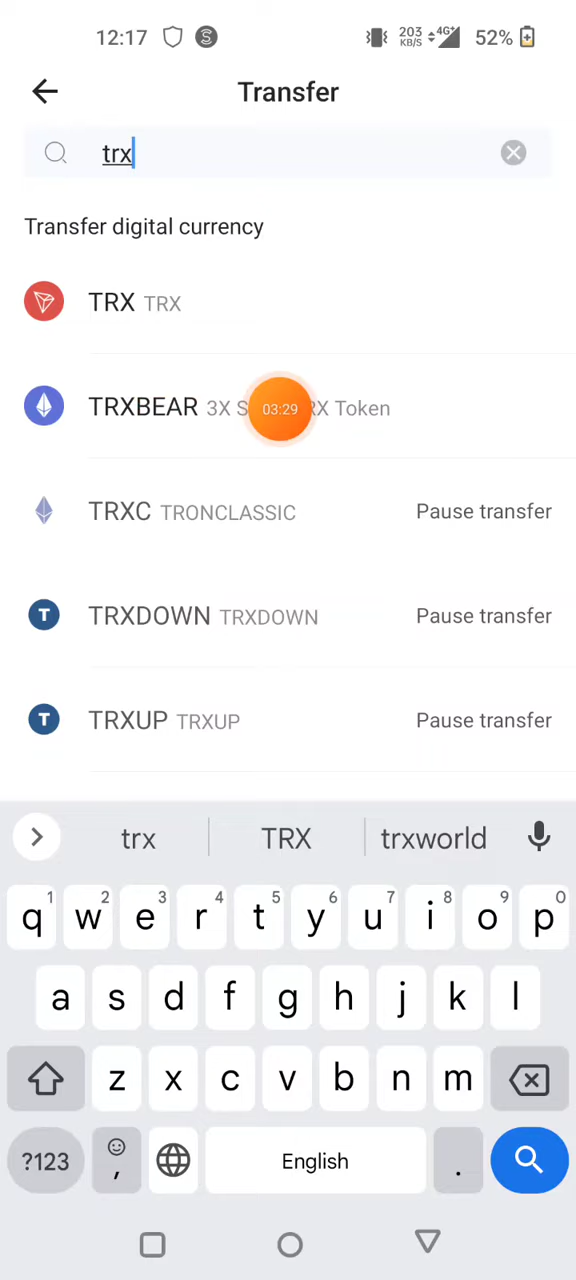 12:17 203 KB/S 4G+ 52%
Transfer
trx
Transfer digital currency
TRX TRX
TRXBEAR 3X S RX Token
03:29
TRXC TRONCLASSIC Pause transfer
T TRXDOWN TRXDOWN Pause transfer
T TRXUP TRXUP Pause transfer
trx TRX trxworld
q1 w2 e3 r4 t5 y6 u7 i8 o9 p0
a s d f g h j k l
z x c v b n m
?123 , English .